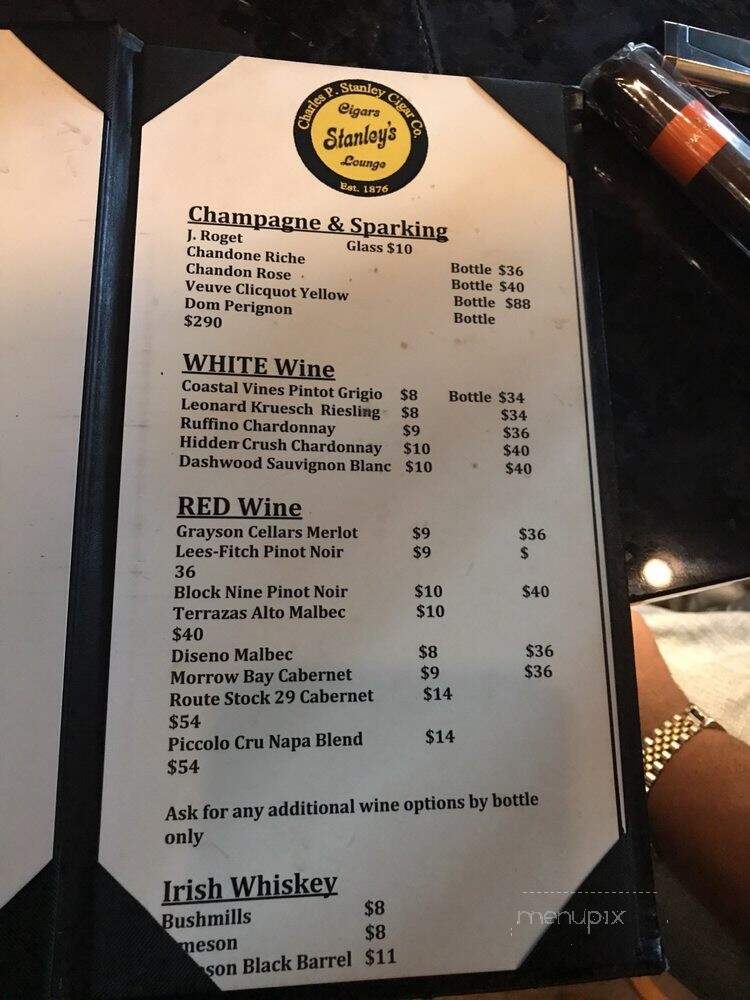 Charles P. Stanley Cigar Co.
Cigars
Stanley's
Lounge
Est. 1876
Champagne & Sparking
J. Roget Glass $10
Chandone Riche Bottle $36
Chandon Rose Bottle $40
Veuve Clicquot Yellow Bottle $88
Dom Perignon Bottle
$290
WHITE Wine
Coastal Vines Pintot Grigio $8 Bottle $34
Leonard Kruesch Riesling $8 $34
Ruffino Chardonnay $9 $36
Hidden Crush Chardonnay $10 $40
Dashwood Sauvignon Blanc $10 $40
RED Wine
Grayson Cellars Merlot $9 $36
Lees-Fitch Pinot Noir $9 $
36
Block Nine Pinot Noir $10 $40
Terrazas Alto Malbec $10
$40
Diseno Malbec $8 $36
Morrow Bay Cabernet $9 $36
Route Stock 29 Cabernet $14
$54
Piccolo Cru Napa Blend $14
$54
Ask for any additional wine options by bottle
only
Irish Whiskey
Bushmills $8
meson $8
son Black Barrel $11
menupix